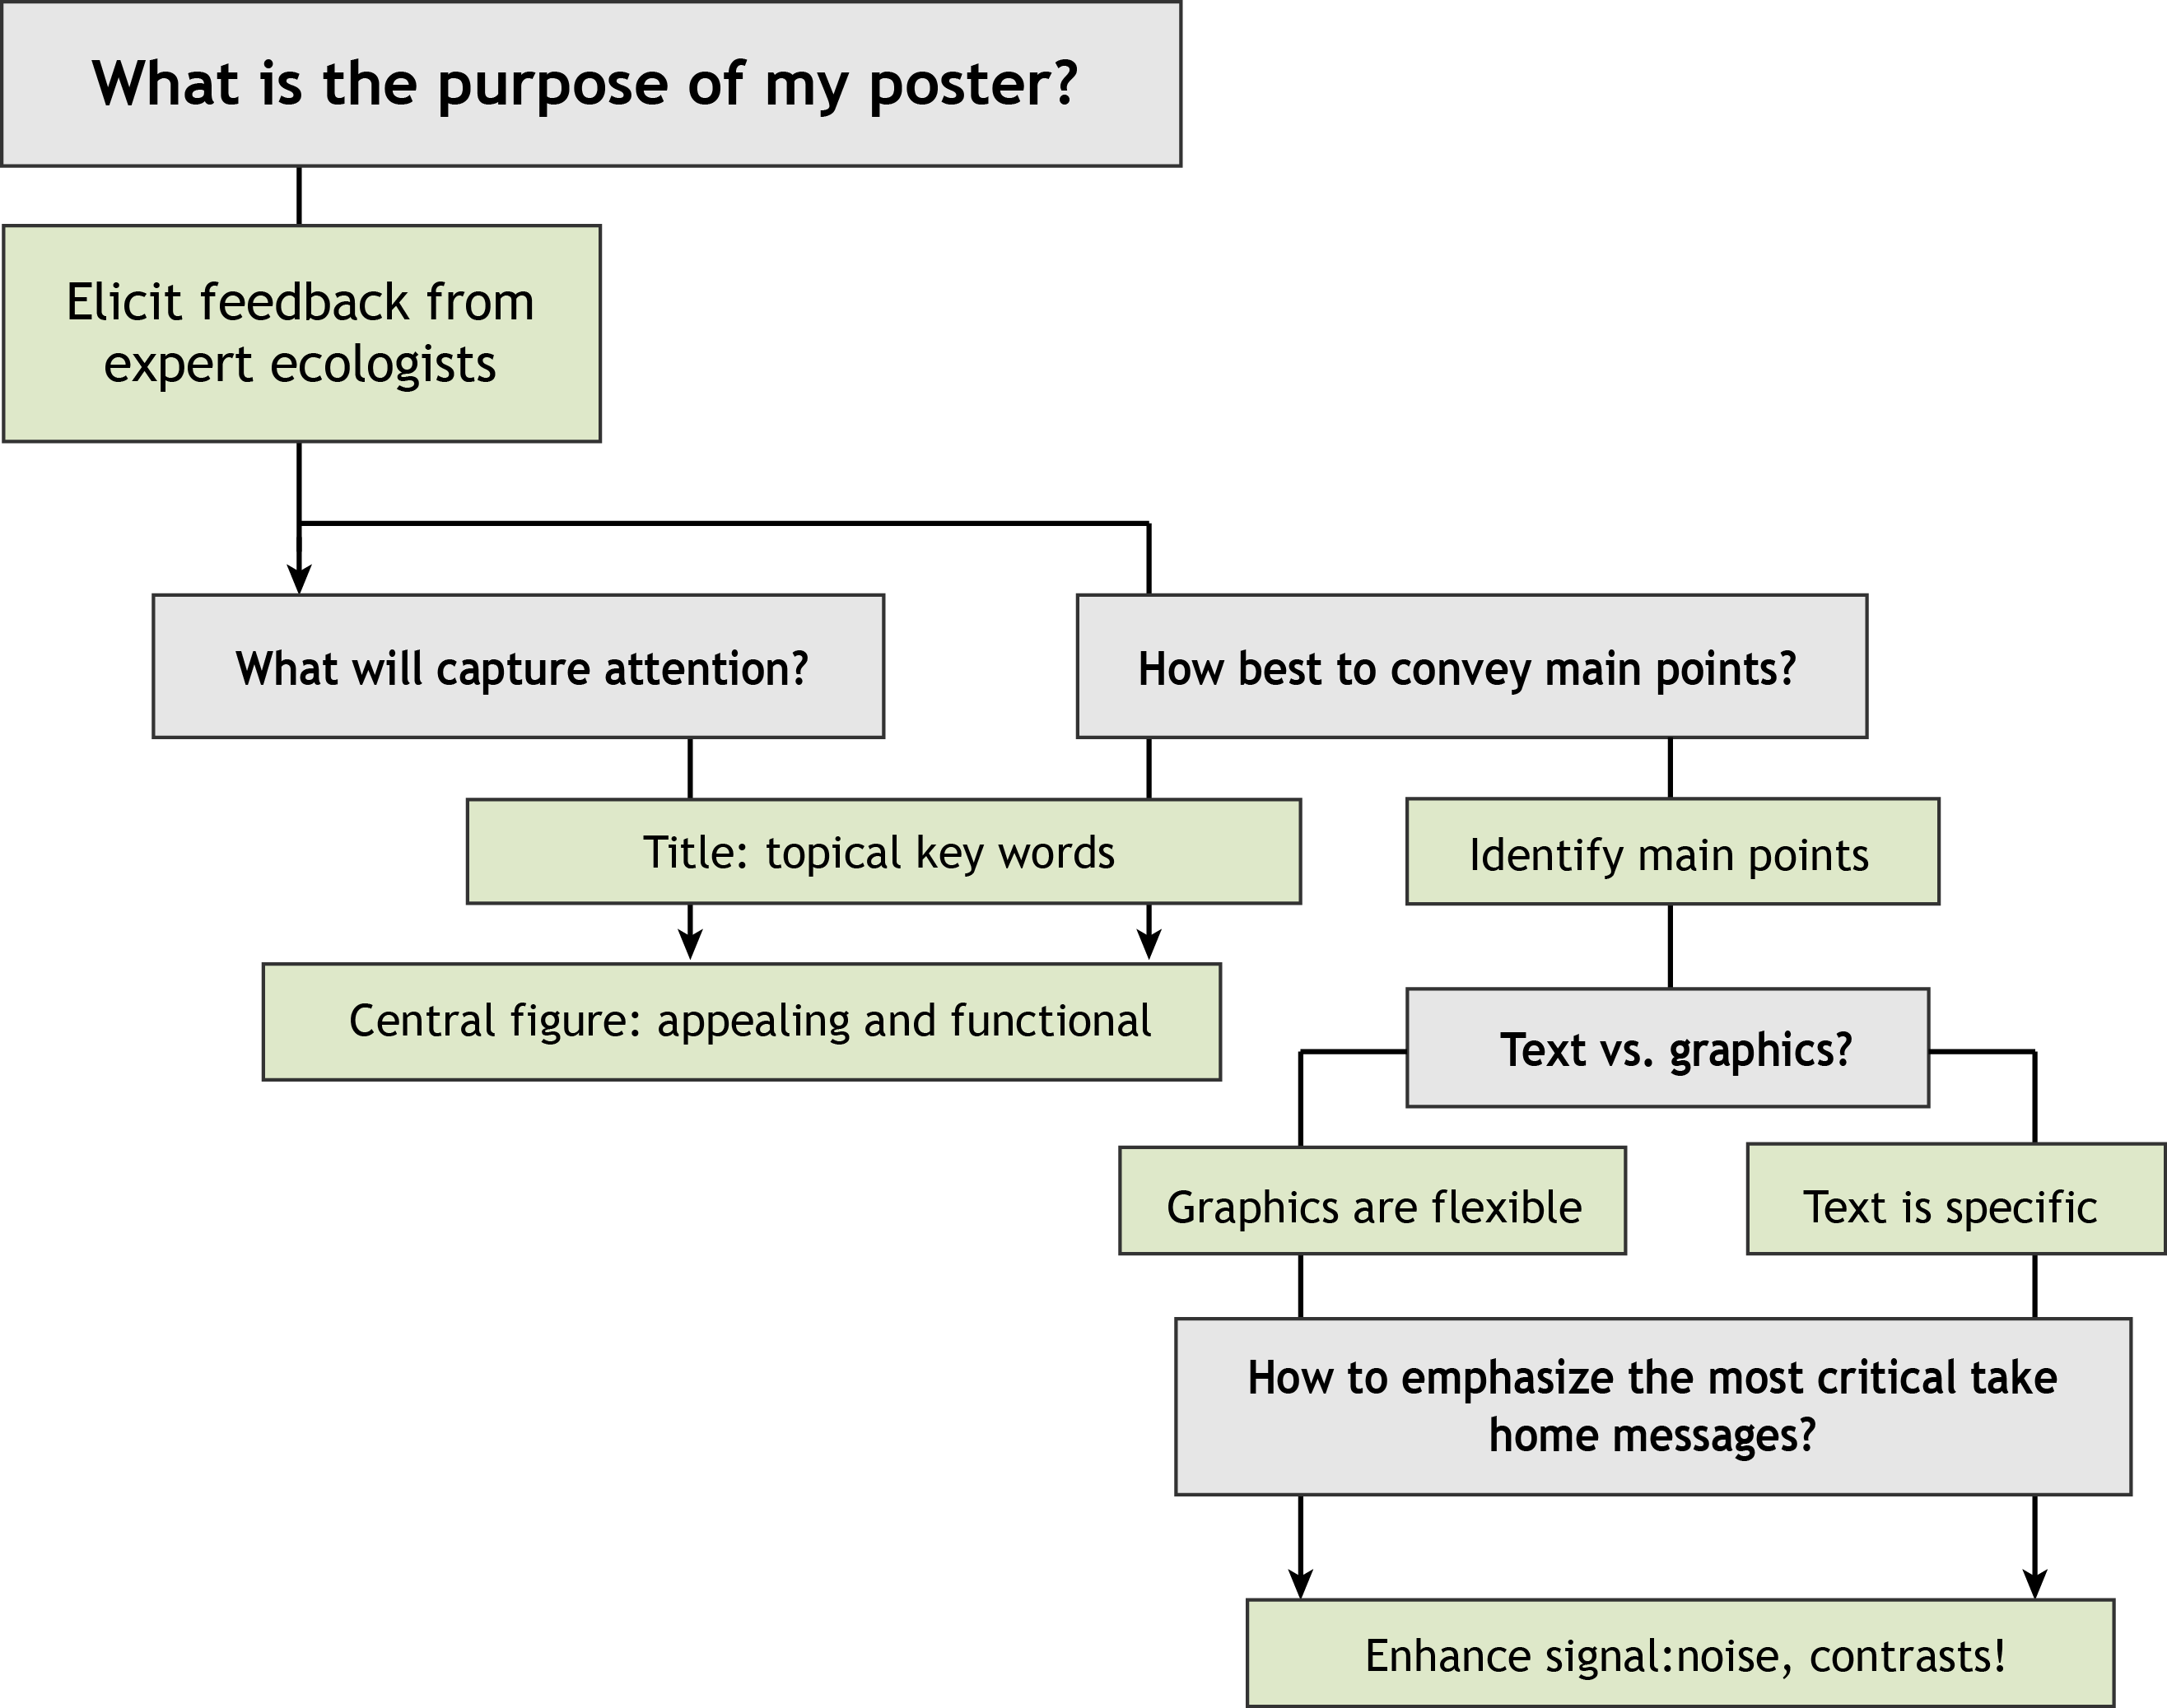 What is the purpose of my poster?
Elicit feedback from
expert ecologists
What will capture attention?
How best to convey main points?
Title: topical key words
Identify main points
Central figure: appealing and functional
Text vs. graphics?
Graphics are flexible
Text is specific
How to emphasize the most critical take
home messages?
Enhance signal:noise, contrasts!